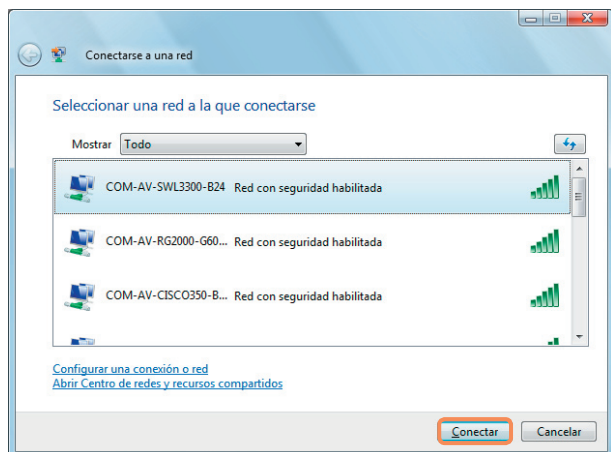 Conectarse a una red
Seleccionar una red a la que conectarse
Mostrar Todo
COM-AV-SWL3300-B24 Red con seguridad habilitada
COM-AV-RG2000-G60... Red con seguridad habilitada
COM-AV-CISCO350-B... Red con seguridad habilitada
Configurar una conexión o red
Abrir Centro de redes y recursos compartidos
Conectar Cancelar